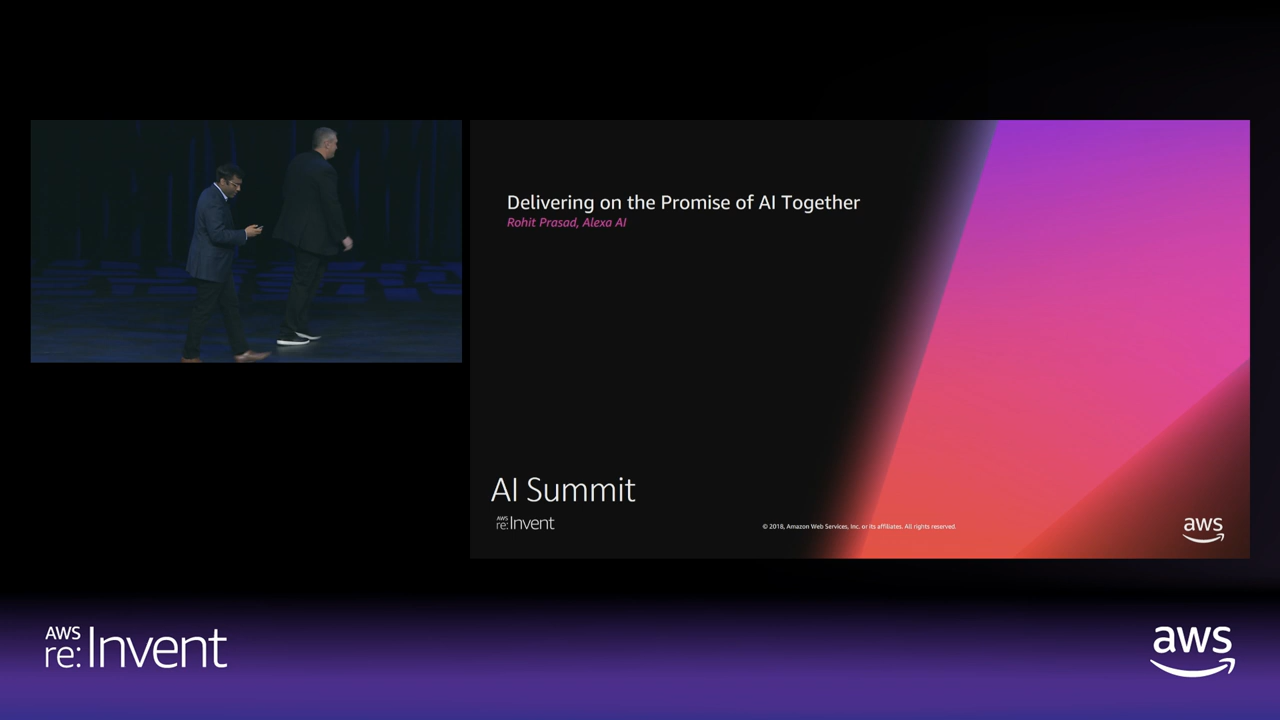 Delivering on the Promise of AI Together
Rohit Prasad, Alexa AI
AI Summit
AWS
re:Invent
© 2018, Amazon Web Services, Inc. or its affiliates. All rights reserved.
aws
AWS
re:Invent
aws